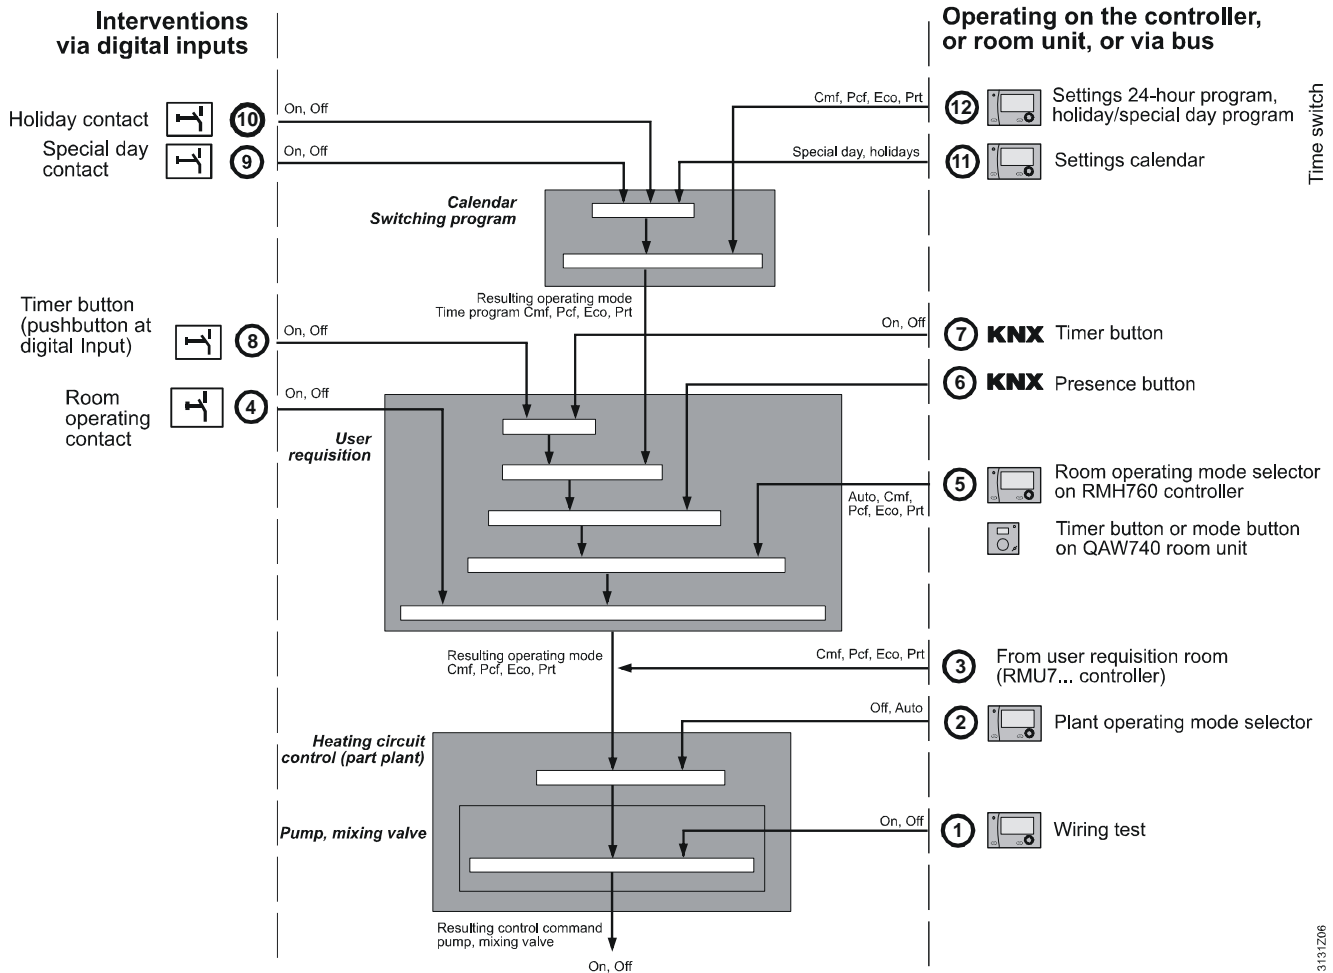 Interventions
via digital inputs
Operating on the controller,
or room unit, or via bus
Holiday contact
10
On, Off
Cmf, Pcf, Eco, Prt
12
Settings 24-hour program,
holiday/special day program
Time switch
Special day
contact
9
On, Off
Special day, holidays
11
Settings calendar
Calendar
Switching program
Resulting operating mode
Time program Cmf, Pcf, Eco, Prt
Timer button
(pushbutton at
digital Input)
8
On, Off
On, Off
7
KNX Timer button
6
KNX Presence button
Room
operating
contact
4
On, Off
User
requisition
Auto, Cmf,
Pcf, Eco, Prt
5
Room operating mode selector
on RMH760 controller
Timer button or mode button
on QAW740 room unit
Resulting operating mode
Cmf, Pcf, Eco, Prt
Cmf, Pcf, Eco, Prt
3
From user requisition room
(RMU7... controller)
Off, Auto
2
Plant operating mode selector
Heating circuit
control (part plant)
Pump, mixing valve
On, Off
1
Wiring test
Resulting control command
pump, mixing valve
On, Off
3131Z06